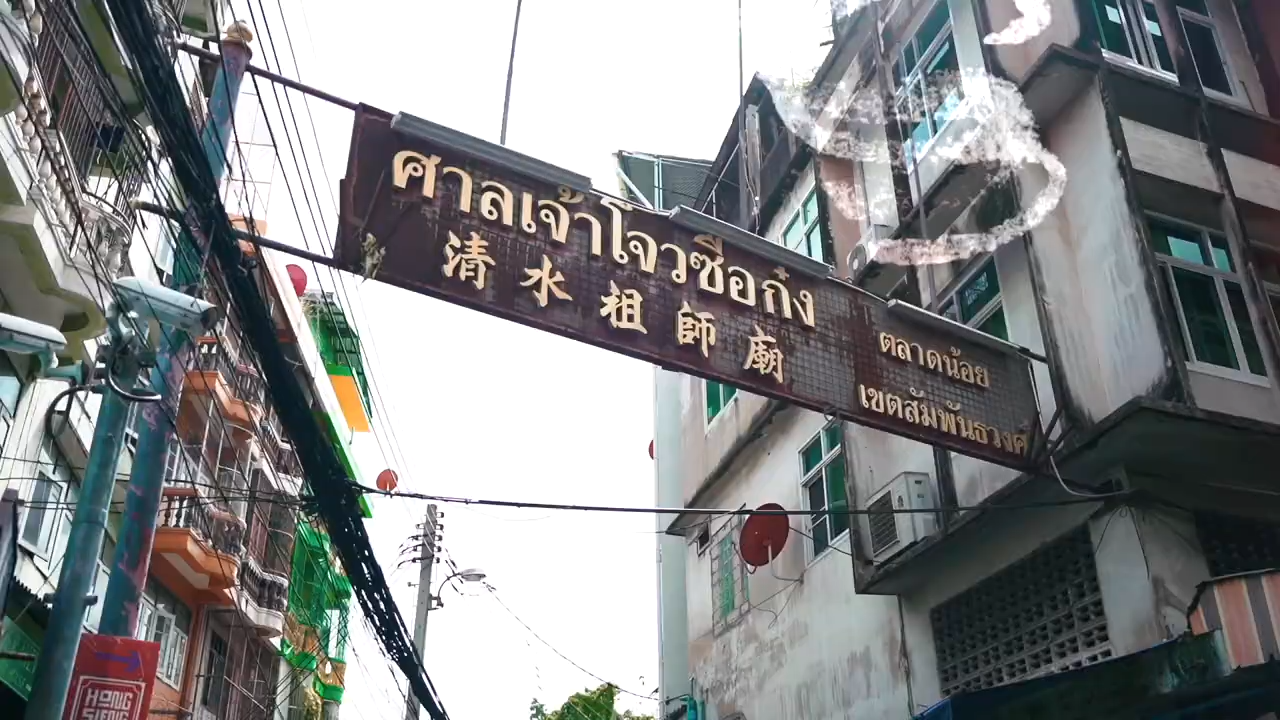 ศาลเจ้าโจวซือก๋ง
清水祖師廟
ตลาดน้อย
เขตสัมพันธวงศ์
HONG
SIENG